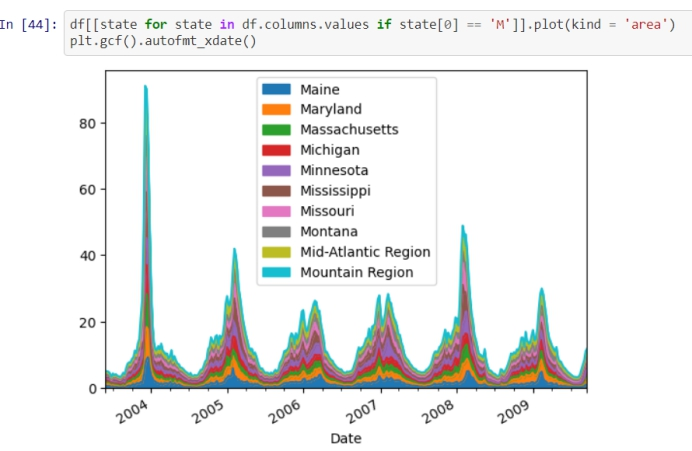 In [44]: df[[state for state in df.columns.values if state[0] == 'M']].plot(kind = 'area')
plt.gcf().autofmt_xdate()
Maine
Maryland
Massachusetts
Michigan
Minnesota
Mississippi
Missouri
Montana
Mid-Atlantic Region
Mountain Region
80
60
40
20
0
2004 2005 2006 2007 2008 2009
Date